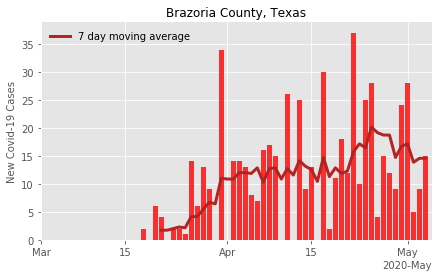 Brazoria County, Texas
7 day moving average
New Covid-19 Cases
35
30
25
20
15
10
5
0
Mar 15 Apr 15 May
2020-May